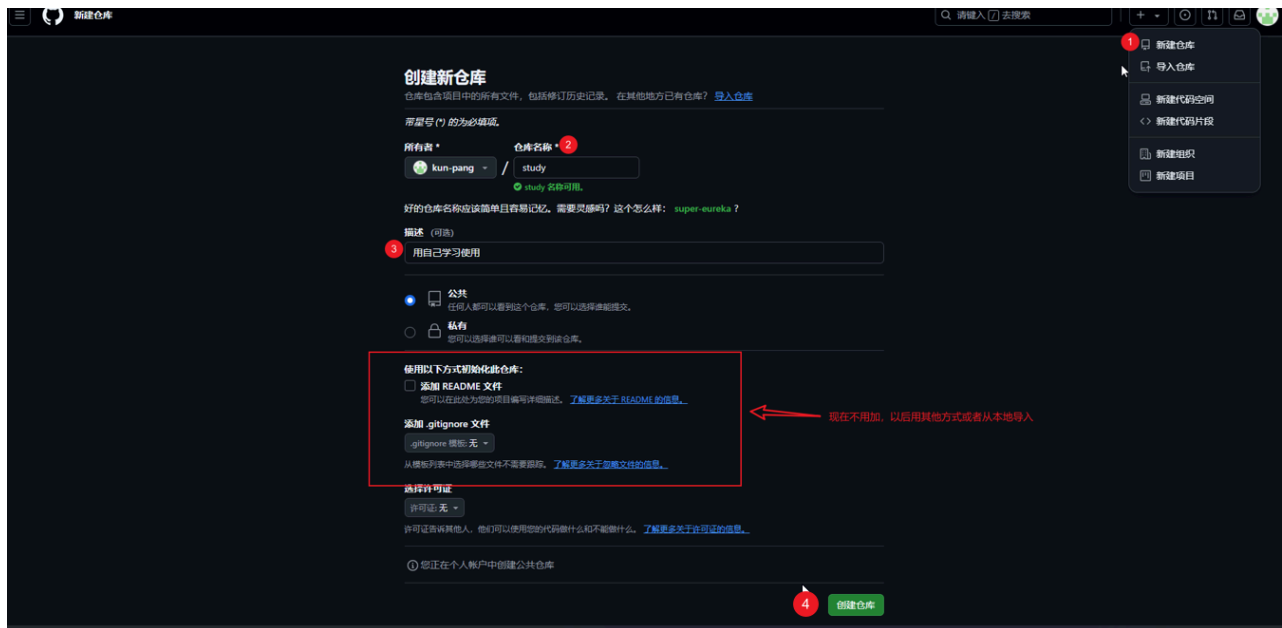 新建仓库
请键入 / 去搜索
1
新建仓库
导入仓库
新建代码空间
新建代码片段
新建组织
新建项目
创建新仓库
仓库包含项目中的所有文件，包括修订历史记录。 在其他地方已有仓库？ 导入仓库
带星号 (*) 的为必填项。
所有者 * 仓库名称 * 2
kun-pang / study
study 名称可用。
好的仓库名称应该简单且容易记忆。需要灵感吗？这个怎么样： super-eureka ?
描述 (可选)
3 用自己学习使用
公共
任何人都可以看到这个仓库，您可以选择谁能提交。
私有
您可以选择谁可以看和提交到该仓库。
使用以下方式初始化此仓库：
添加 README 文件
您可以在此处为您的项目编写详细描述。 了解更多关于 README 的信息。
现在不用加，以后用其他方式或者从本地导入
添加 .gitignore 文件
.gitignore 模板: 无
从模板列表中选择哪些文件不需要跟踪。 了解更多关于忽略文件的信息。
选择许可证
许可证: 无
许可证告诉其他人，他们可以使用您的代码做什么和不能做什么。 了解更多关于许可证的信息。
您正在个人帐户中创建公共仓库
4 创建仓库